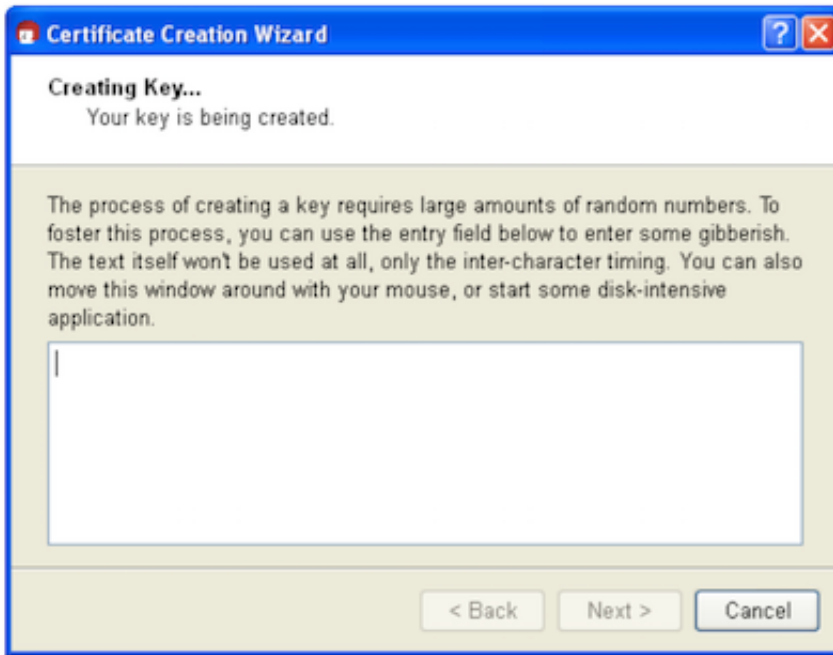 Certificate Creation Wizard
Creating Key...
Your key is being created.
The process of creating a key requires large amounts of random numbers. To
foster this process, you can use the entry field below to enter some gibberish.
The text itself won't be used at all, only the inter-character timing. You can also
move this window around with your mouse, or start some disk-intensive
application.
< Back Next > Cancel